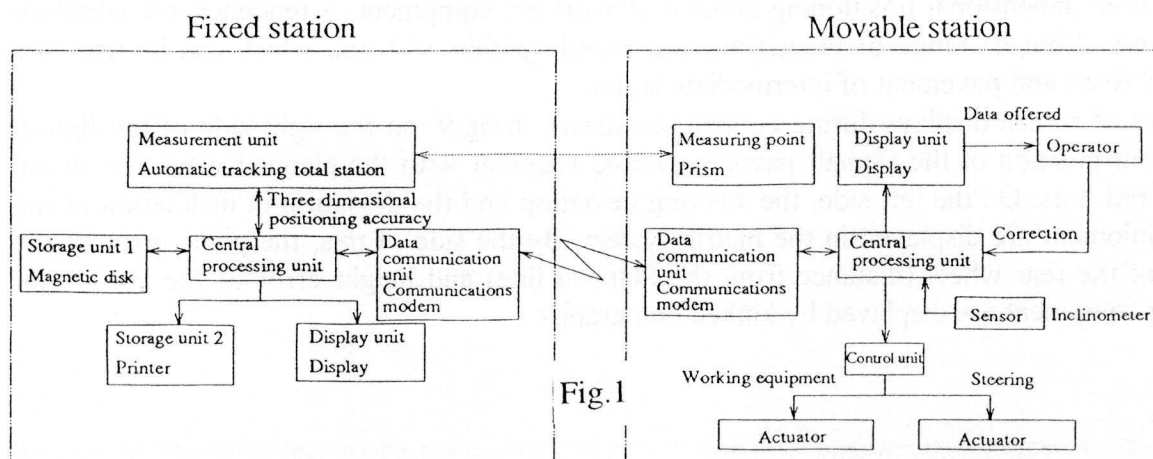 Fixed station
Movable station
Measurement unit
Automatic tracking total station
Three dimensional
positioning accuracy
Storage unit 1
Magnetic disk
Central
processing unit
Data
communication
unit
Communications
modem
Storage unit 2
Printer
Display unit
Display
Measuring point
Prism
Display unit
Display
Data offered
Operator
Data
communication
unit
Communications
modem
Central
processing unit
Correction
Sensor
Inclinometer
Control unit
Working equipment
Steering
Actuator
Actuator
Fig.1